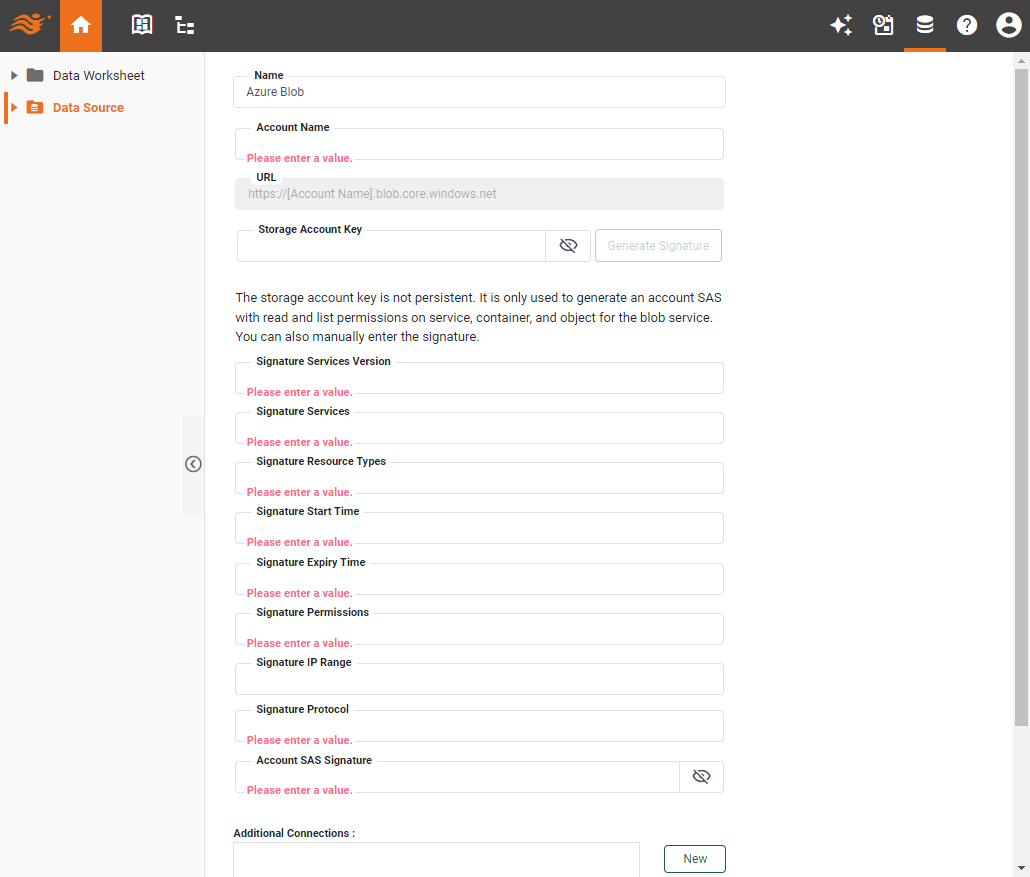 Data Worksheet
Data Source
Name
Azure Blob
Account Name
Please enter a value.
URL
https://[Account Name].blob.core.windows.net
Storage Account Key
Generate Signature
The storage account key is not persistent. It is only used to generate an account SAS
with read and list permissions on service, container, and object for the blob service.
You can also manually enter the signature.
Signature Services Version
Please enter a value.
Signature Services
Please enter a value.
Signature Resource Types
Please enter a value.
Signature Start Time
Please enter a value.
Signature Expiry Time
Please enter a value.
Signature Permissions
Please enter a value.
Signature IP Range
Signature Protocol
Please enter a value.
Account SAS Signature
Please enter a value.
Additional Connections :
New